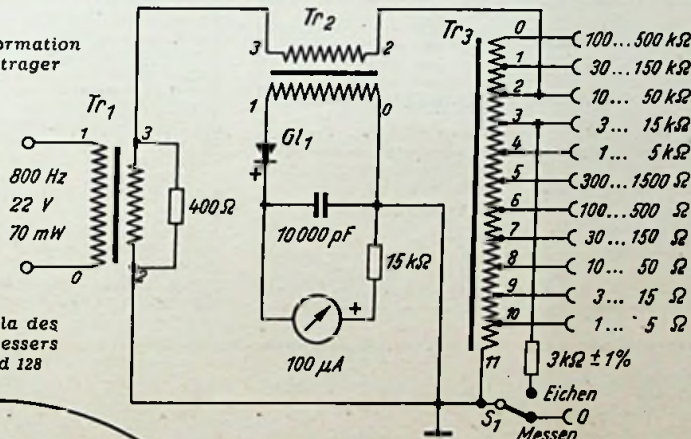 ormation
trager
Tr1
1
0
3
2
800 Hz
22 V
70 mW
400Ω
Tr2
3
2
1
0
Gl1
+
10000 pF
15 kΩ
+
100 µA
Tr3
0
1
2
3
4
5
6
7
8
9
10
11
100...500 kΩ
30...150 kΩ
10... 50 kΩ
3... 15 kΩ
1... 5 kΩ
300...1500 Ω
100...500 Ω
30... 150 Ω
10... 50 Ω
3... 15 Ω
1... 5 Ω
3kΩ ± 1%
Eichen
S1
0
Messen
la des
essers
d 128